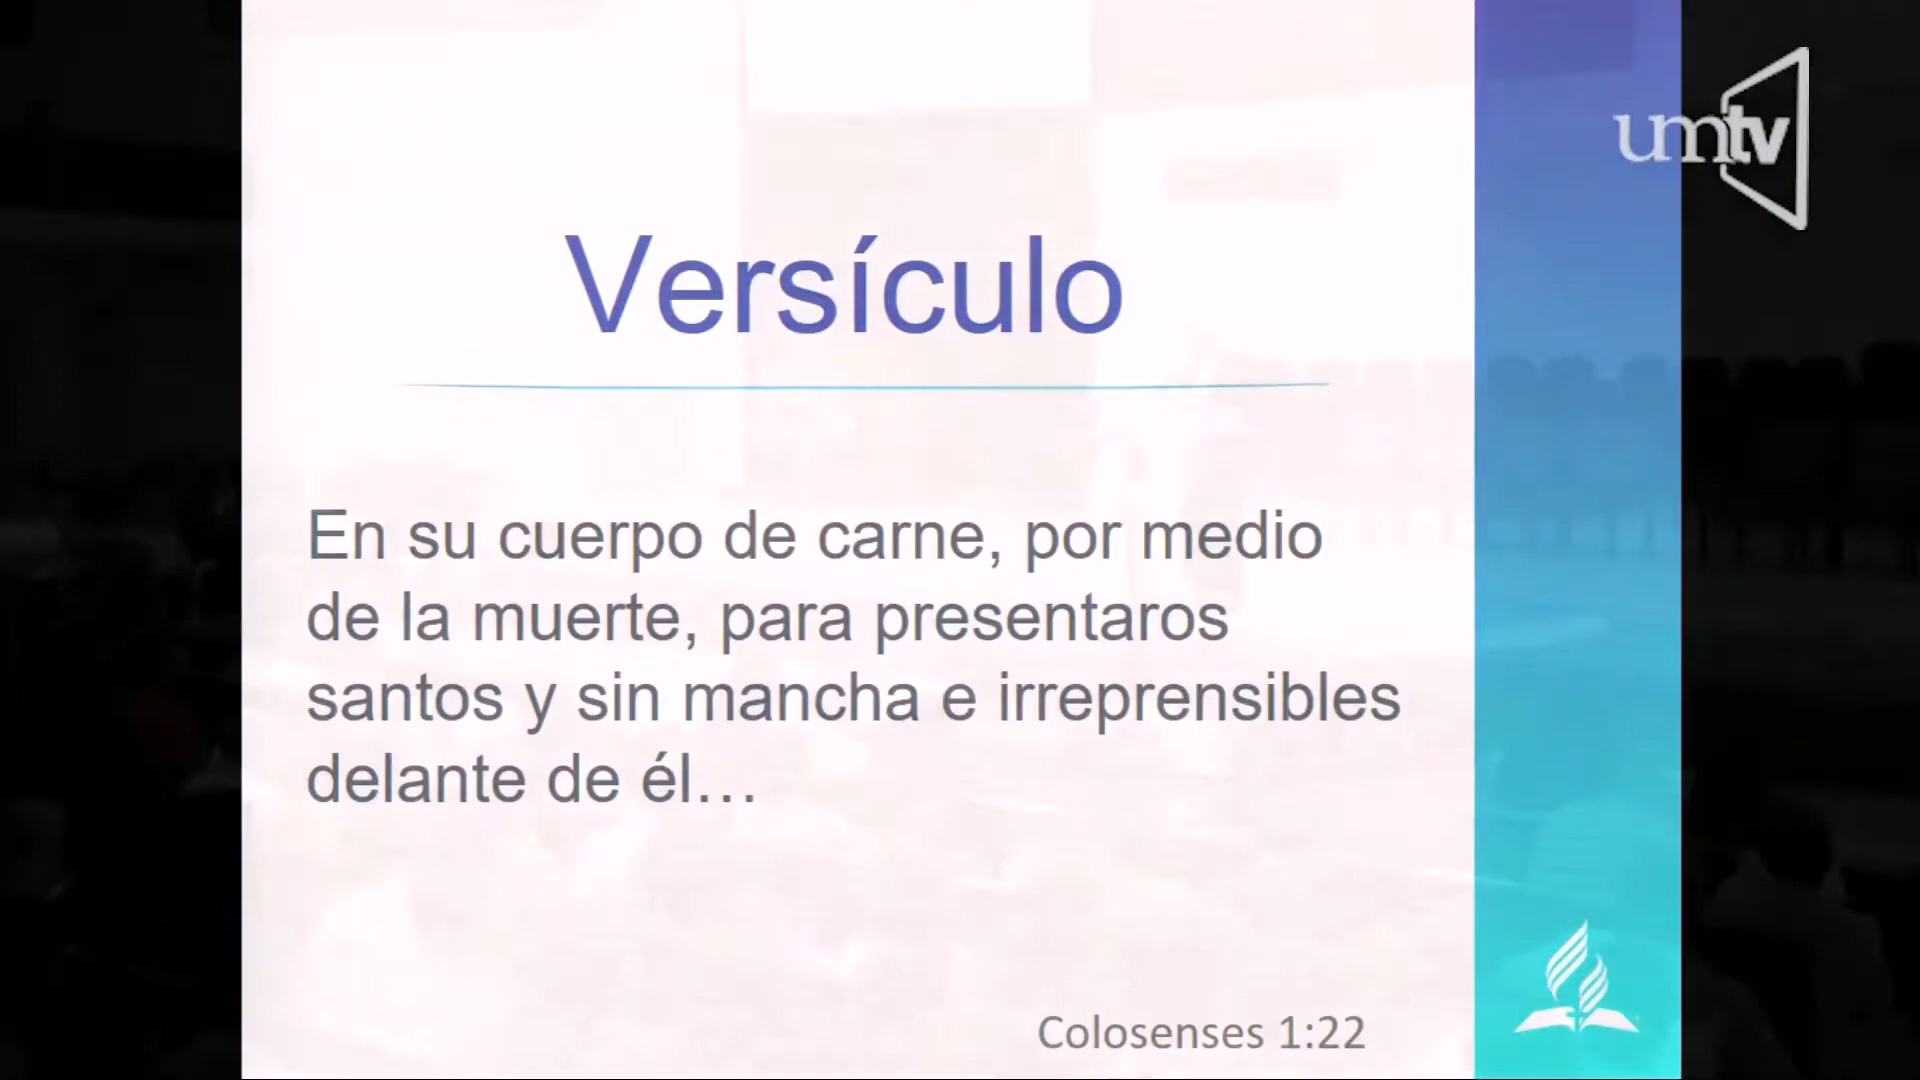 umtv
Versículo
En su cuerpo de carne, por medio
de la muerte, para presentaros
santos y sin mancha e irreprensibles
delante de él…
Colosenses 1:22